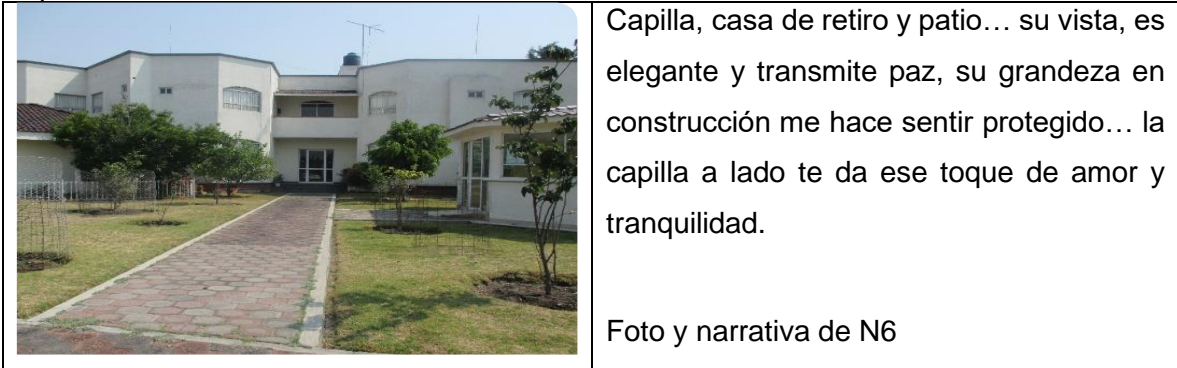 Capilla, casa de retiro y patio… su vista, es
elegante y transmite paz, su grandeza en
construcción me hace sentir protegido… la
capilla a lado te da ese toque de amor y
tranquilidad.
Foto y narrativa de N6